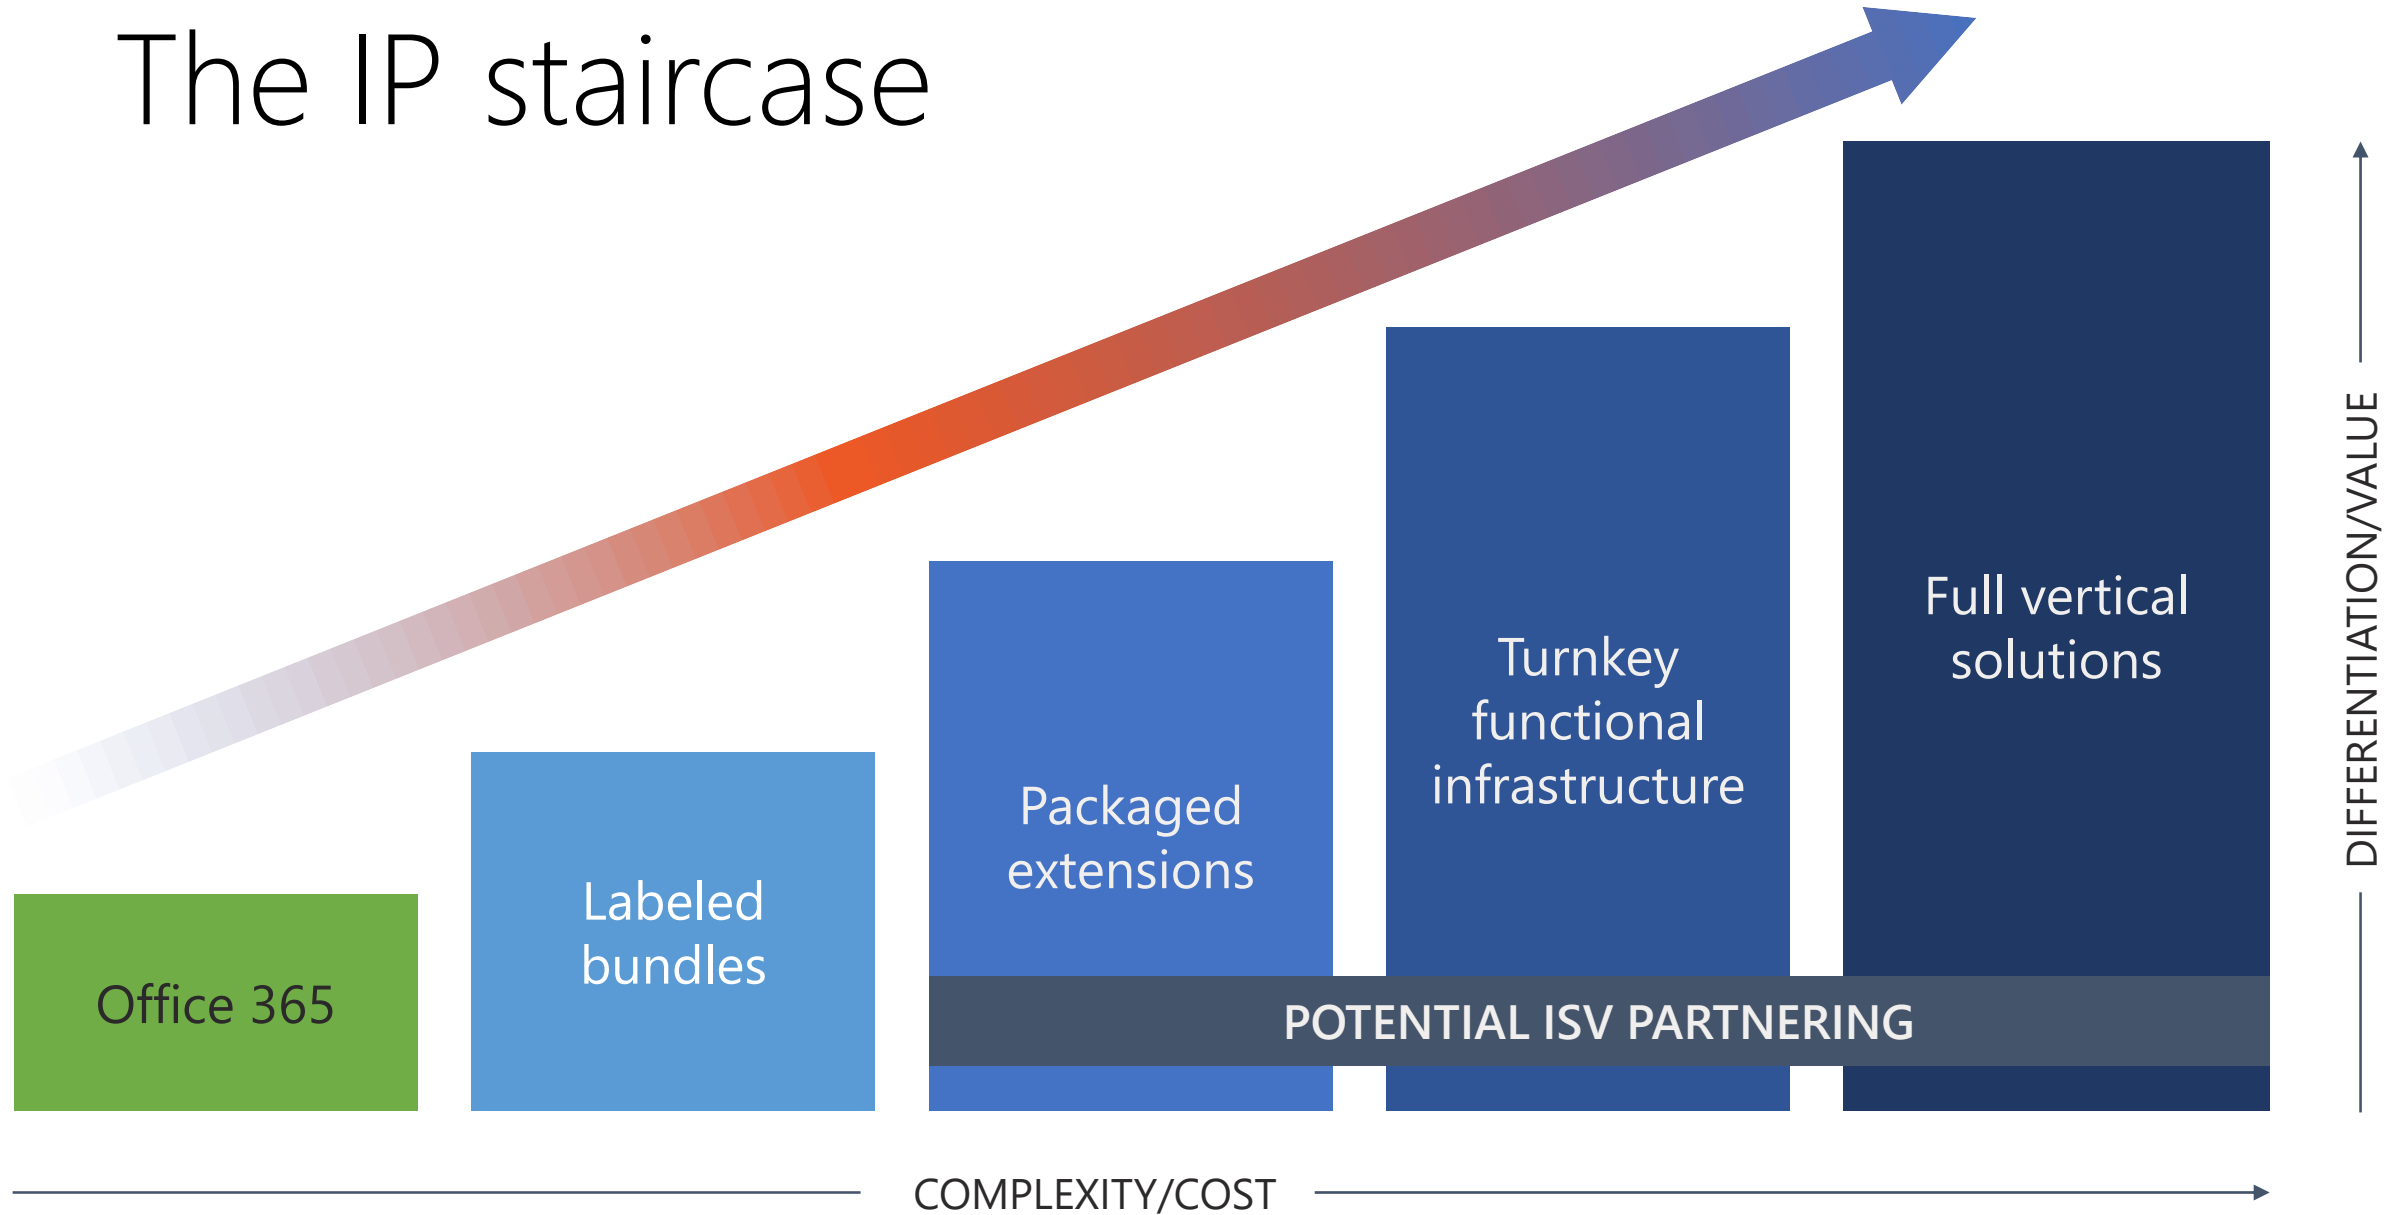 The IP staircase
Office 365
Labeled
bundles
Packaged
extensions
Turnkey
functional
infrastructure
Full vertical
solutions
POTENTIAL ISV PARTNERING
DIFFERENTIATION/VALUE
COMPLEXITY/COST